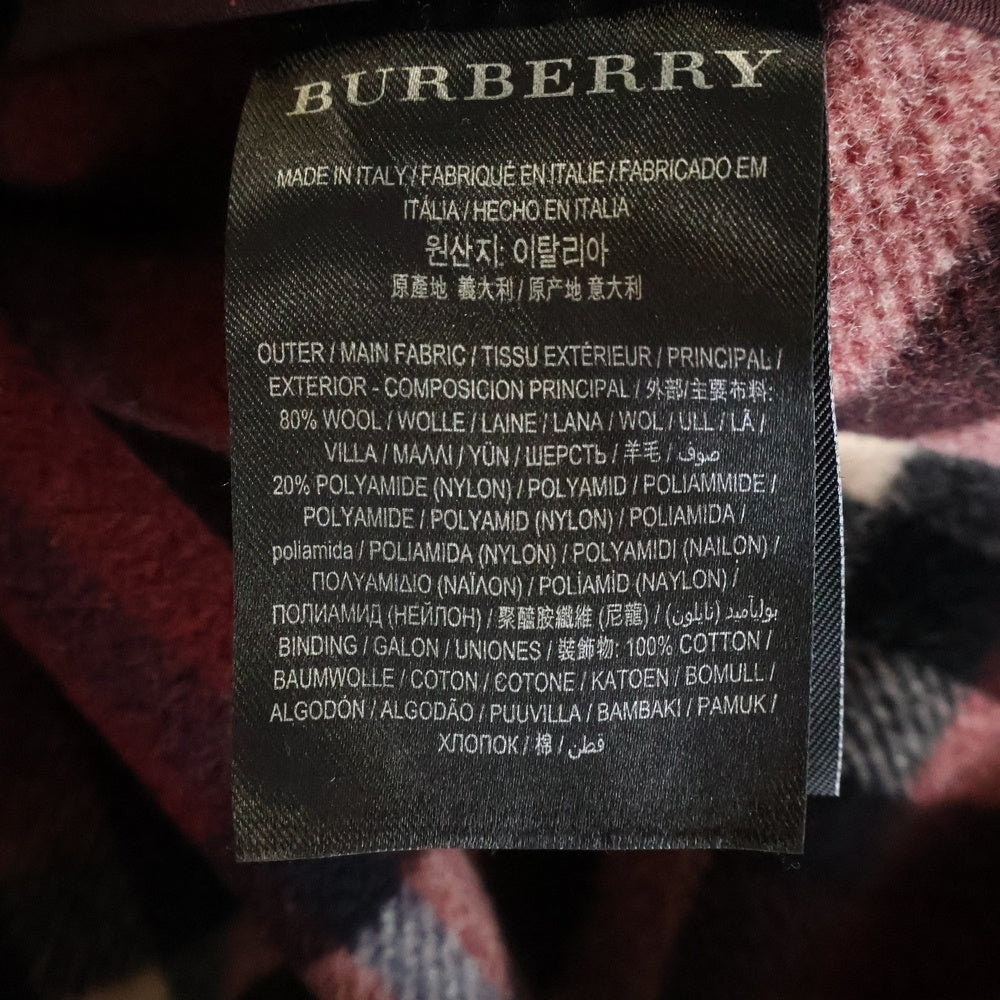 BURBERRY
MADE IN ITALY / FABRIQUÉ EN ITALIE / FABRICADO EM
ITÁLIA / HECHO EN ITALIA
원산지: 이탈리아
原產地 義大利 / 原产地 意大利
OUTER / MAIN FABRIC / TISSU EXTÉRIEUR / PRINCIPAL /
EXTERIOR - COMPOSICION PRINCIPAL / 外部/主要布料:
80% WOOL / WOLLE / LAINE / LANA / WOL / ULL / LÃ /
VILLA / ΜΑΛΛΙ / YÜN / ШЕРСТЬ / 羊毛 / صوف
20% POLYAMIDE (NYLON) / POLYAMID / POLIAMMIDE /
POLYAMIDE / POLYAMID (NYLON) / POLIAMIDA /
poliamida / POLIAMIDA (NYLON) / POLYAMIDI (NAILON) /
ΠΟΛΥΑΜΙΔΙΟ (ΝΑΪΛΟΝ) / POLİAMİD (NAYLON) /
ПОЛИАМИД (НЕЙЛОН) / 聚醯胺纖維 (尼龍) / بولياميد (نايلون) /
BINDING / GALON / UNIONES / 裝飾物: 100% COTTON /
BAUMWOLLE / COTON / COTONE / KATOEN / BOMULL /
ALGODÓN / ALGODÃO / PUUVILLA / BAMBAKI / PAMUK /
ХЛОПОК / 棉 / قطن